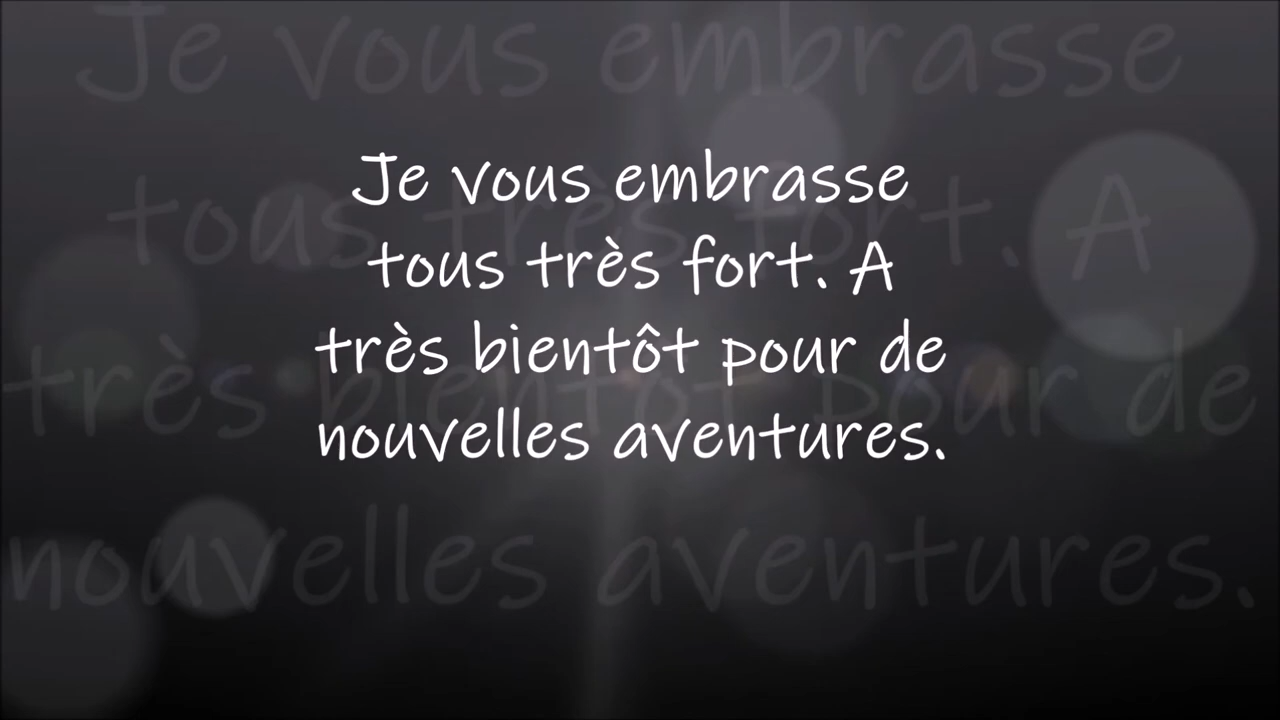 Je vous embrasse
tous très fort. A
très bientôt pour de
nouvelles aventures.